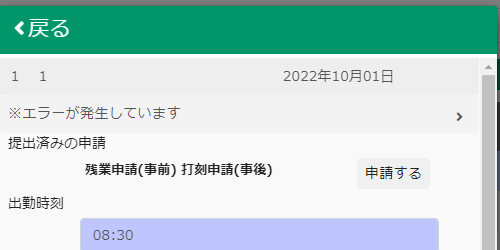 戻る
1 1 2022年10月01日
※エラーが発生しています
提出済みの申請
残業申請(事前) 打刻申請(事後) 申請する
出勤時刻
08:30